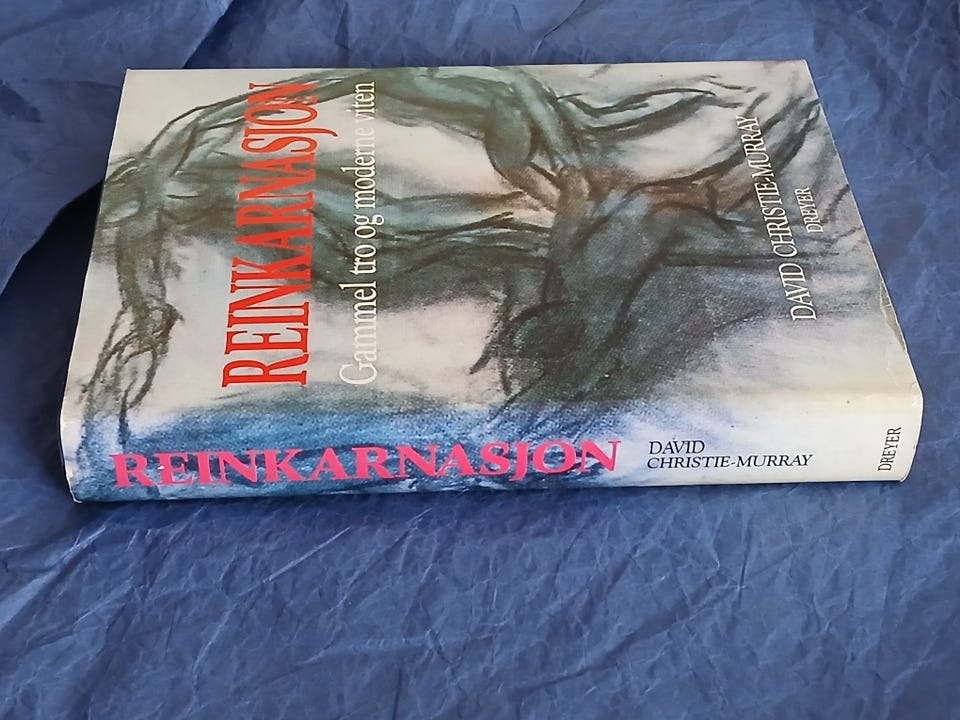 REINKARNASJON
Gammel tro og moderne viten
DAVID CHRISTIE-MURRAY
DREYER
REINKARNASJON
DAVID
CHRISTIE-MURRAY
DREYER